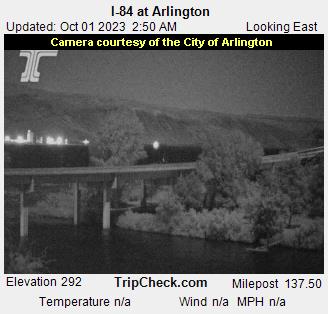 I-84 at Arlington
Updated: Oct 01 2023 2:50 AM Looking East
Camera courtesy of the City of Arlington
Elevation 292 TripCheck.com Milepost 137.50
Temperature n/a Wind n/a MPH n/a